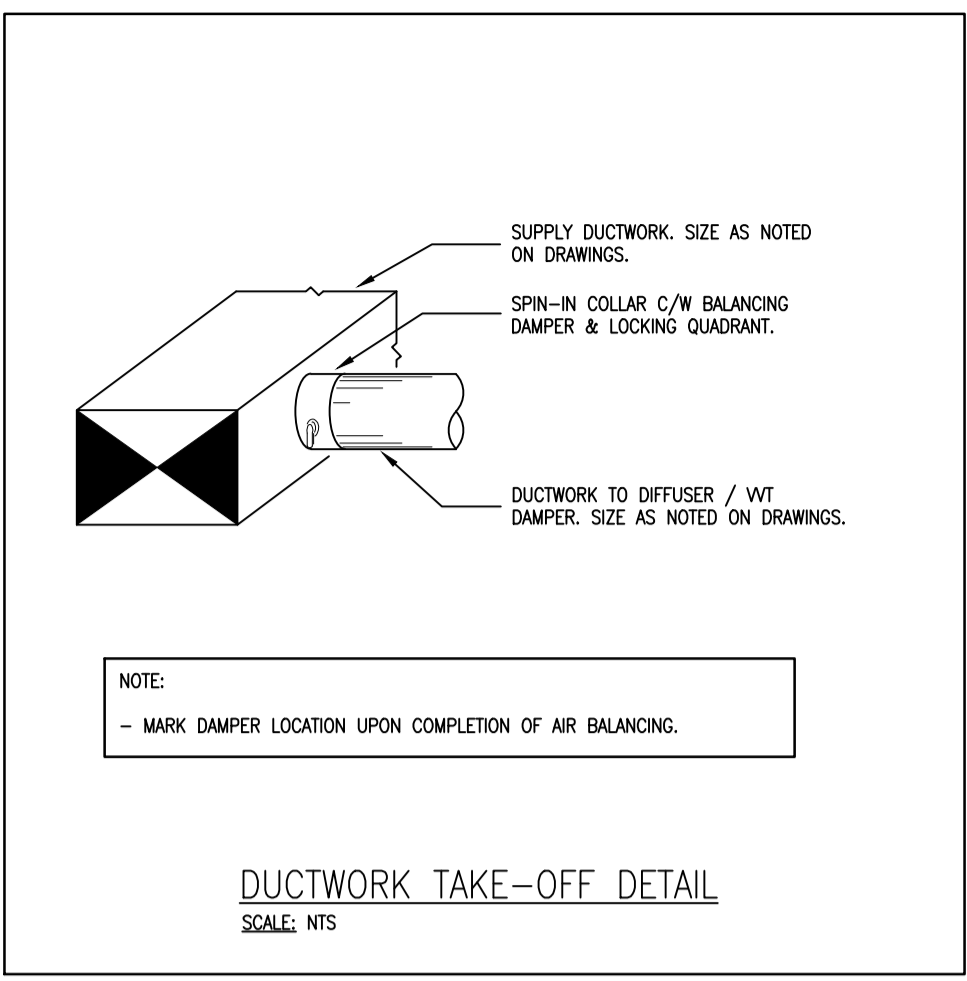 SUPPLY DUCTWORK. SIZE AS NOTED
ON DRAWINGS.
SPIN-IN COLLAR C/W BALANCING
DAMPER & LOCKING QUADRANT.
DUCTWORK TO DIFFUSER / VVT
DAMPER. SIZE AS NOTED ON DRAWINGS.
NOTE:
- MARK DAMPER LOCATION UPON COMPLETION OF AIR BALANCING.
DUCTWORK TAKE-OFF DETAIL
SCALE: NTS